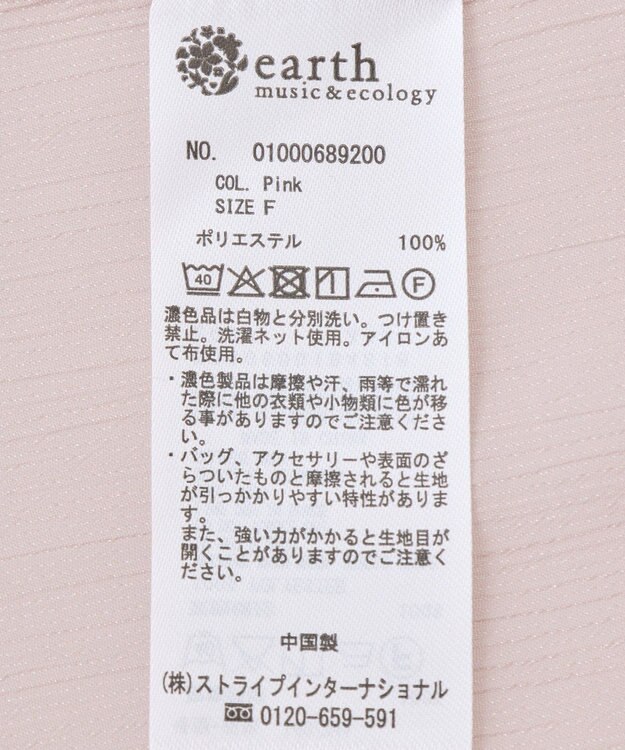 earth
music&ecology
NO. 01000689200
COL. Pink
SIZE F
ポリエステル 100%
40 F
濃色品は白物と分別洗い。つけ置き
禁止。洗濯ネット使用。アイロンあ
て布使用。
・濃色製品は摩擦や汗、雨等で濡れ
た際に他の衣類や小物類に色が移
る事がありますのでご注意くださ
い。
・バッグ、アクセサリーや表面のざ
らついたものと摩擦されると生地
が引っかかりやすい特性がありま
す。
また、強い力がかかると生地目が
開くことがありますのでご注意く
ださい。
中国製
(株)ストライプインターナショナル
0120-659-591